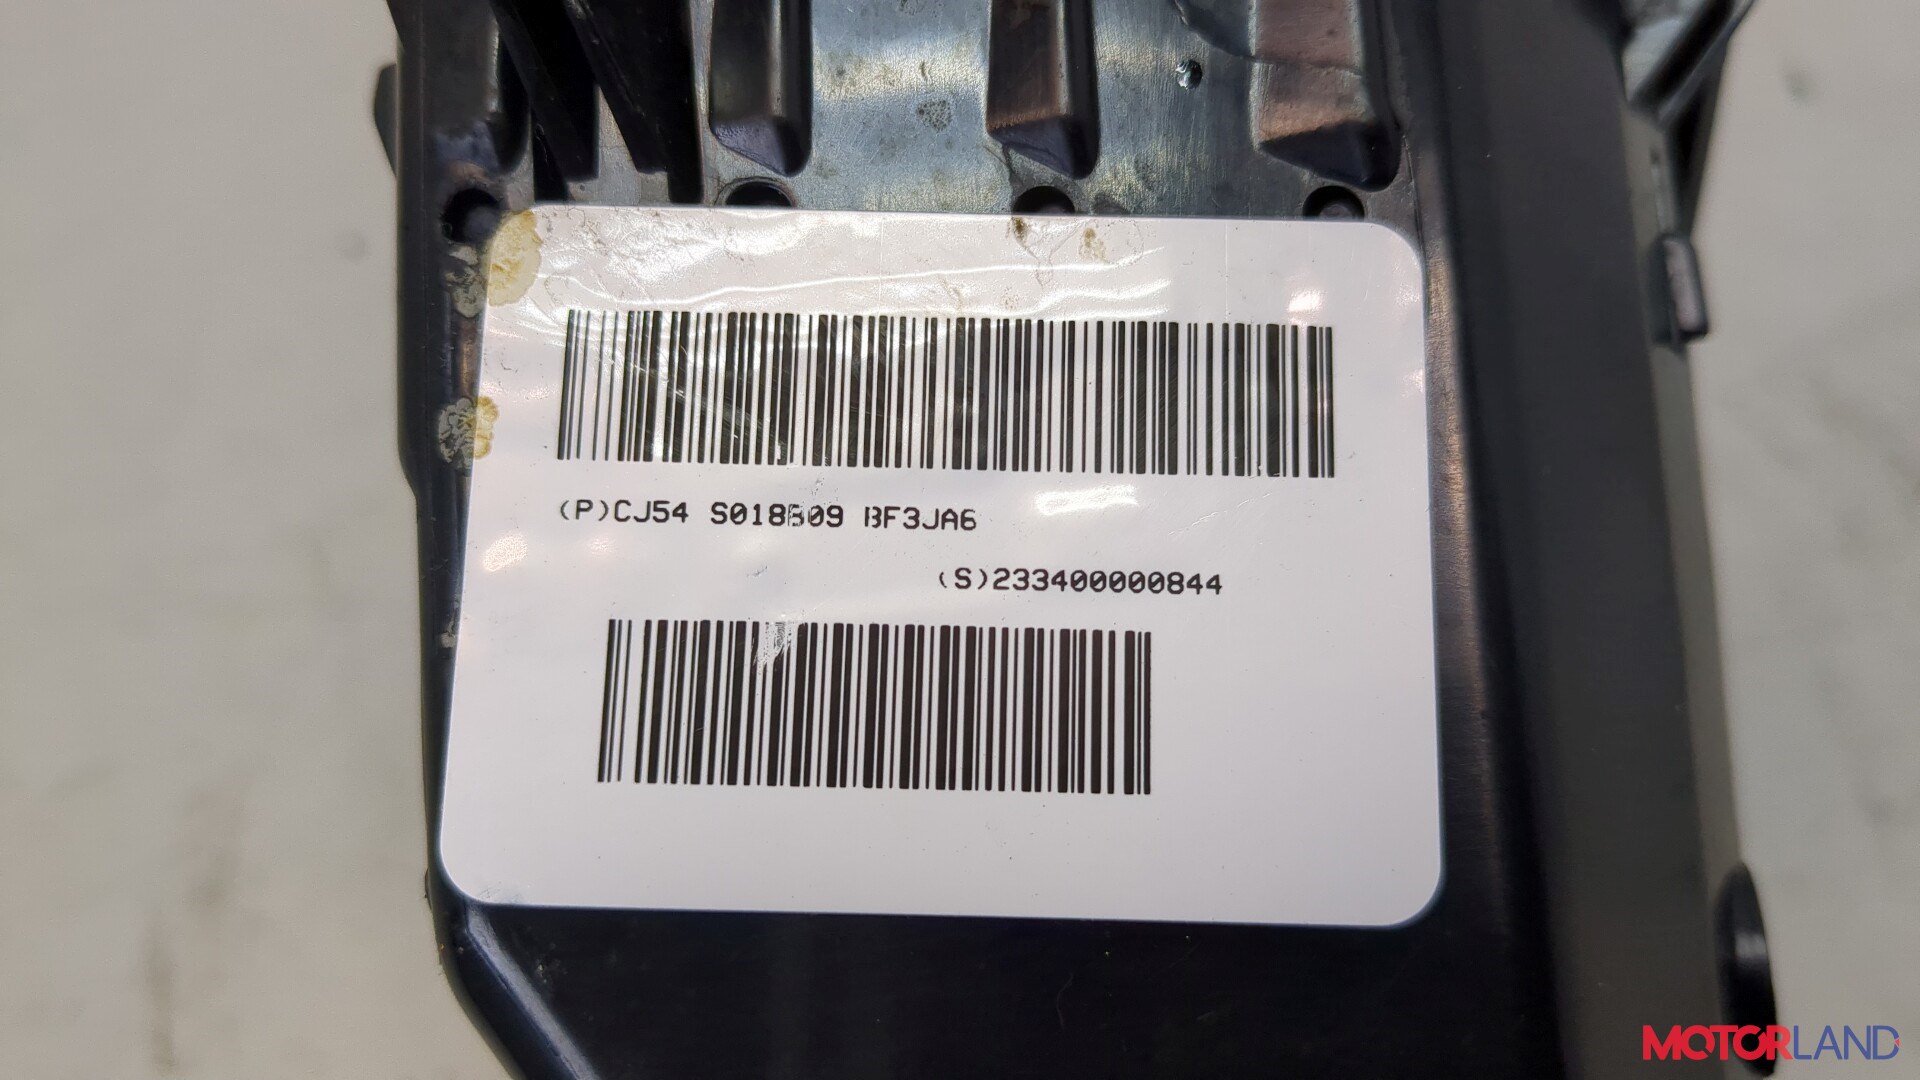 (P)CJ54 S018B09 BF3JA6
(S)233400000844
MOTORLAND